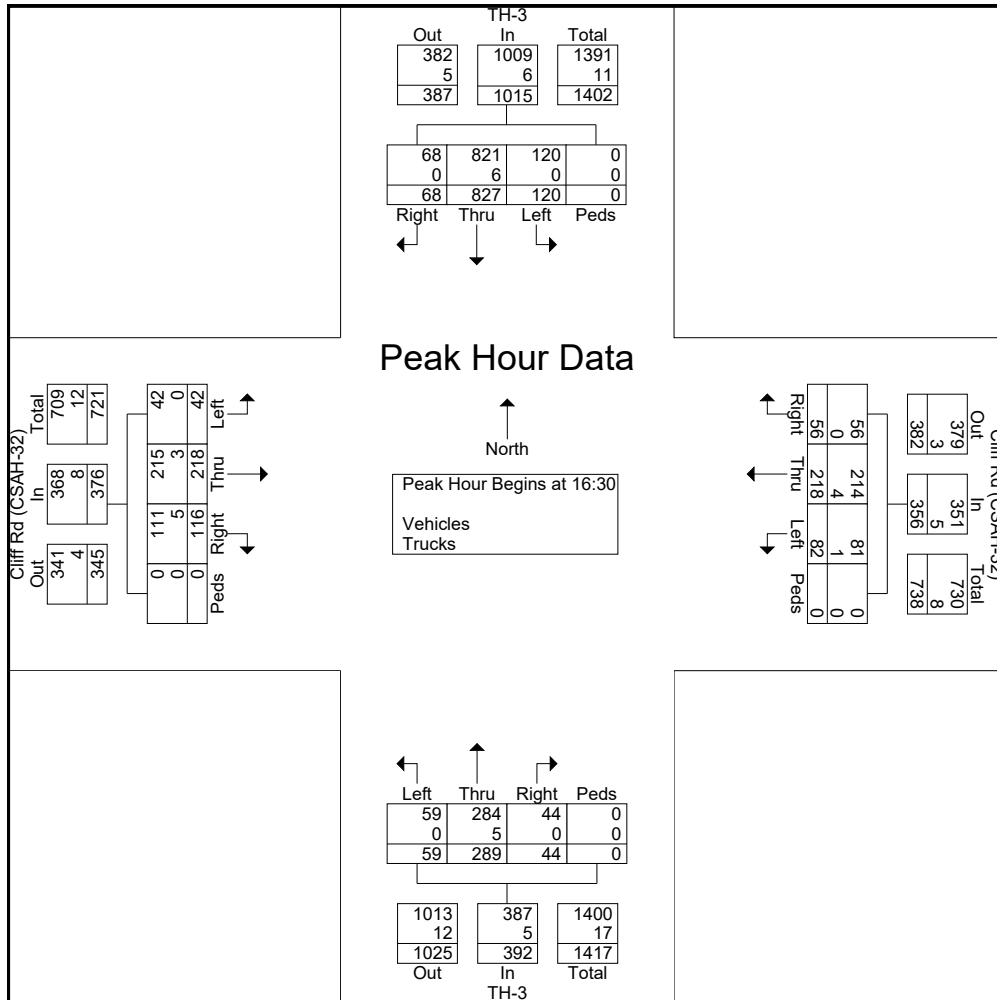 TH-3
Out In Total
382 1009 1391
5 6 11
387 1015 1402
68 821 120 0
0 6 0 0
68 827 120 0
Right Thru Left Peds
Peak Hour Data
North
Peak Hour Begins at 16:30
Vehicles
Trucks
Cliff Rd (CSAH-32)
Out In Total
341 368 709
4 8 12
345 376 721
0 111 215 42
0 5 3 0
0 116 218 42
Peds Right Thru Left
Cliff Rd (CSAH-32)
Out In Total
379 351 730
3 5 8
382 356 738
56 214 81 0
0 4 1 0
56 218 82 0
Right Thru Left Peds
Left Thru Right Peds
59 284 44 0
0 5 0 0
59 289 44 0
1013 387 1400
12 5 17
1025 392 1417
Out In Total
TH-3